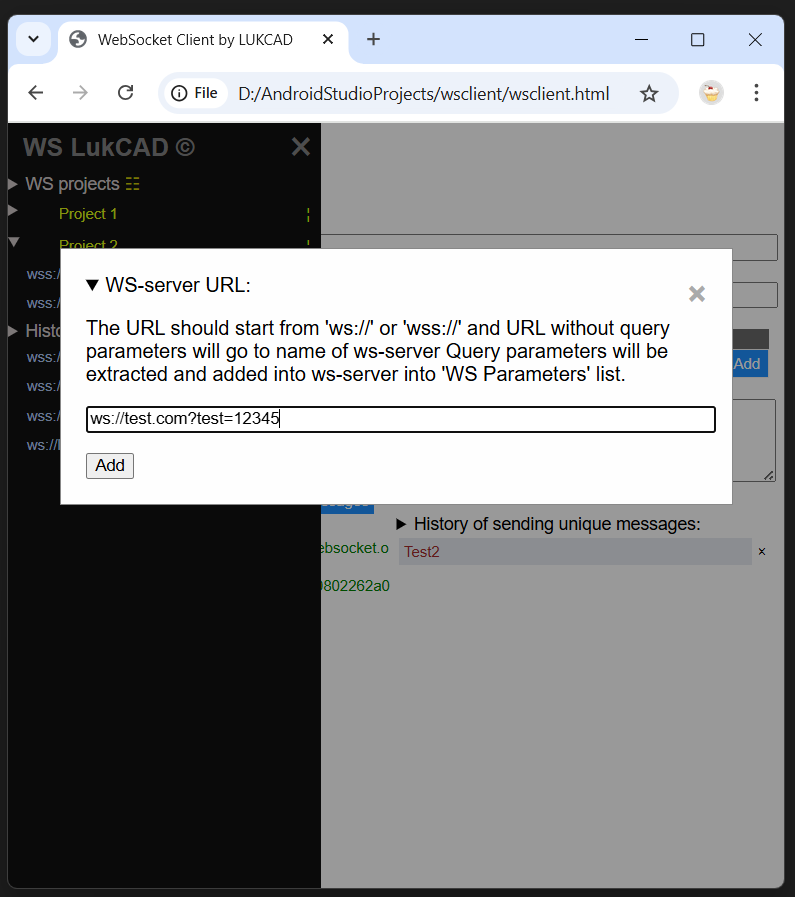 WebSocket Client by LUKCAD
File D:/AndroidStudioProjects/wsclient/wsclient.html
WS LukCAD ©
WS projects
Project 1
Project 2
wss:/
wss:/
WS-server URL:
The URL should start from 'ws://' or 'wss://' and URL without query
parameters will go to name of ws-server Query parameters will be
extracted and added into ws-server into 'WS Parameters' list.
ws://test.com?test=12345
Add
Histo
wss:/
wss:/
wss:/
ws://
Add
History of sending unique messages:
ebsocket.o
Test2
0802262a0